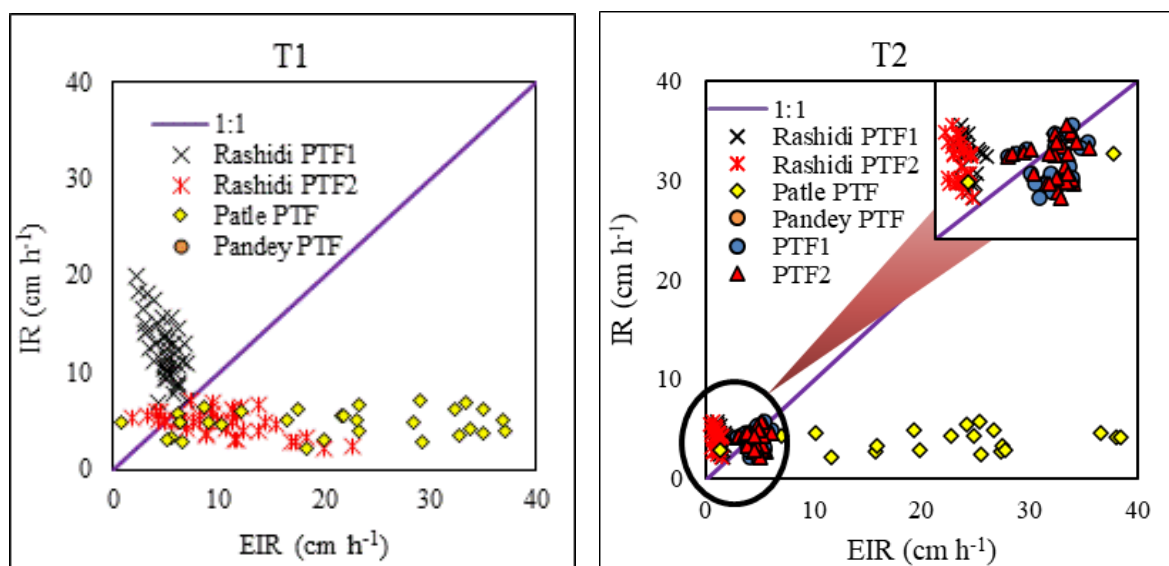 T1
40
30
20
10
0
0 10 20 30 40
IR (cm h-1)
EIR (cm h-1)
1:1
Rashidi PTF1
Rashidi PTF2
Patle PTF
Pandey PTF
T2
40
30
20
10
0
0 10 20 30 40
IR (cm h-1)
EIR (cm h-1)
1:1
Rashidi PTF1
Rashidi PTF2
Patle PTF
Pandey PTF
PTF1
PTF2